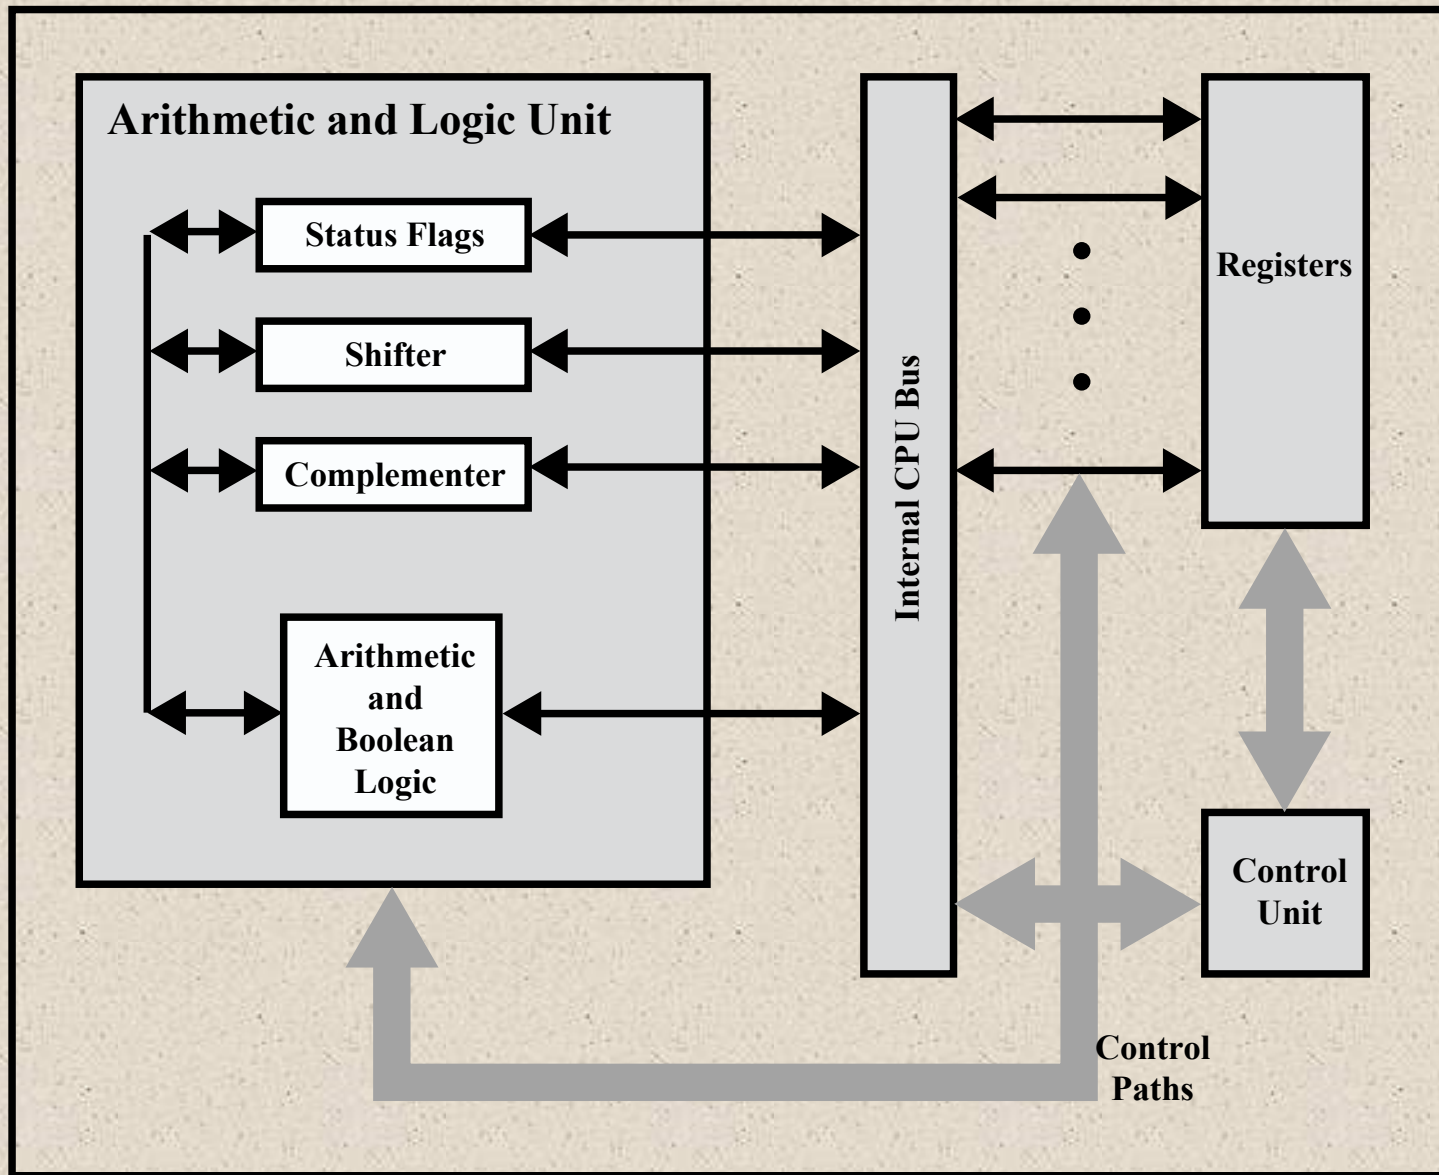 Arithmetic and Logic Unit
Status Flags
Shifter
Complementer
Arithmetic
and
Boolean
Logic
Internal CPU Bus
Registers
Control
Unit
Control
Paths